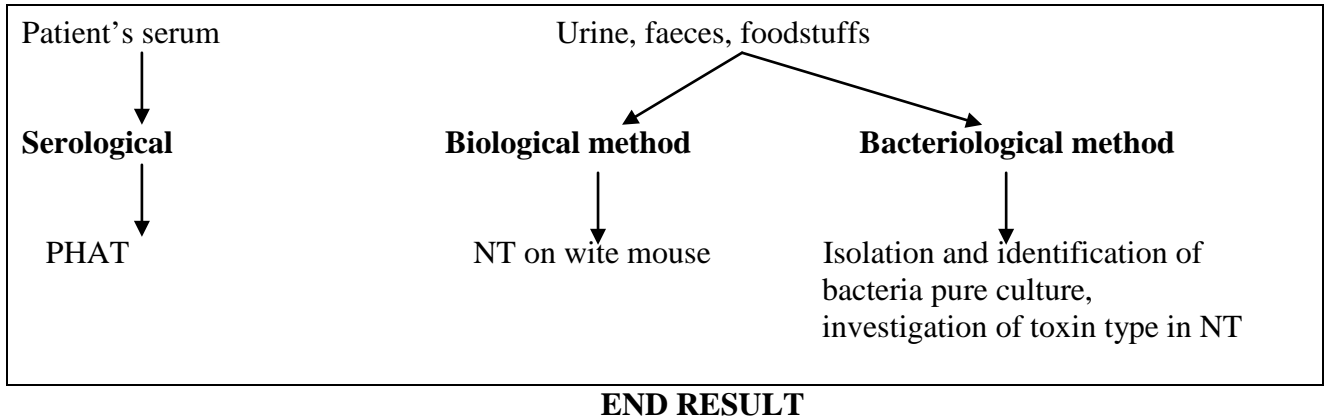 Patient’s serum
Urine, faeces, foodstuffs
Serological
Biological method
Bacteriological method
PHAT
NT on wite mouse
Isolation and identification of
bacteria pure culture,
investigation of toxin type in NT
END RESULT